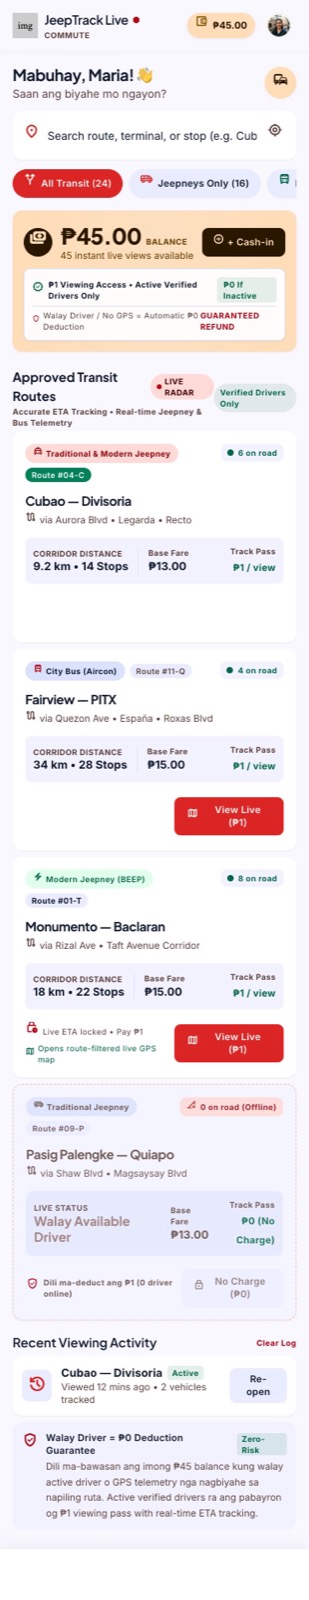 img
JeepTrack Live
COMMUTE
₱45.00
Mabuhay, Maria! 👋
Saan ang biyahe mo ngayon?
Search route, terminal, or stop (e.g. Cub
All Transit (24)
Jeepneys Only (16)
₱45.00 BALANCE
45 instant live views available
+ Cash-in
₱1 Viewing Access • Active Verified
Drivers Only
₱0 If
Inactive
Walay Driver / No GPS = Automatic ₱0
Deduction
GUARANTEED
REFUND
Approved Transit
Routes
LIVE
RADAR
Verified Drivers
Only
Accurate ETA Tracking • Real-time Jeepney &
Bus Telemetry
Traditional & Modern Jeepney
6 on road
Route #04-C
Cubao — Divisoria
via Aurora Blvd • Legarda • Recto
CORRIDOR DISTANCE
9.2 km • 14 Stops
Base Fare
₱13.00
Track Pass
₱1 / view
City Bus (Aircon)
Route #11-Q
4 on road
Fairview — PITX
via Quezon Ave • España • Roxas Blvd
CORRIDOR DISTANCE
34 km • 28 Stops
Base Fare
₱15.00
Track Pass
₱1 / view
View Live
(₱1)
Modern Jeepney (BEEP)
8 on road
Route #01-T
Monumento — Baclaran
via Rizal Ave • Taft Avenue Corridor
CORRIDOR DISTANCE
18 km • 22 Stops
Base Fare
₱15.00
Track Pass
₱1 / view
Live ETA locked • Pay ₱1
Opens route-filtered live GPS
map
View Live
(₱1)
Traditional Jeepney
0 on road (Offline)
Route #09-P
Pasig Palengke — Quiapo
via Shaw Blvd • Magsaysay Blvd
LIVE STATUS
Walay Available
Driver
Base
Fare
₱13.00
Track Pass
₱0 (No
Charge)
Dili ma-deduct ang ₱1 (0 driver
online)
No Charge
(₱0)
Recent Viewing Activity
Clear Log
Cubao — Divisoria
Active
Viewed 12 mins ago • 2 vehicles
tracked
Re-
open
Walay Driver = ₱0 Deduction
Guarantee
Zero-
Risk
Dili ma-bawasan ang imong ₱45 balance kung walay
active driver o GPS telemetry nga nagbiyahe sa
napiling ruta. Active verified drivers ra ang pabayron
og ₱1 viewing pass with real-time ETA tracking.